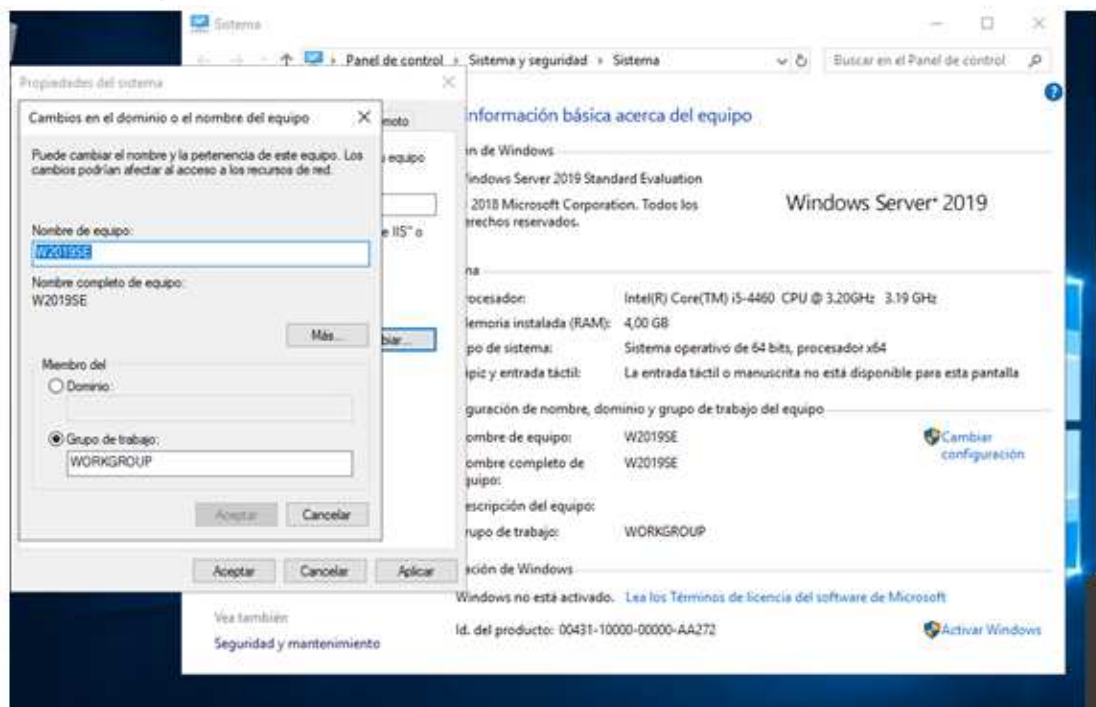 Sistema
Panel de control > Sistema y seguridad > Sistema
Buscar en el Panel de control
Propiedades del sistema
Cambios en el dominio o el nombre del equipo
Puede cambiar el nombre y la pertenencia de este equipo. Los
cambios podrían afectar al acceso a los recursos de red.
Nombre de equipo:
W2019SE
Nombre completo de equipo:
W2019SE
Más...
Miembro del
Dominio:
Grupo de trabajo:
WORKGROUP
Aceptar Cancelar
moto
u equipo
e IIS" o
biar...
Aceptar Cancelar Aplicar
información básica acerca del equipo
ón de Windows
indows Server 2019 Standard Evaluation
2018 Microsoft Corporation. Todos los
erechos reservados.
Windows Server 2019
ma
ocesador: Intel(R) Core(TM) i5-4460 CPU @ 3.20GHz 3.19 GHz
emoria instalada (RAM): 4,00 GB
po de sistema: Sistema operativo de 64 bits, procesador x64
piz y entrada táctil: La entrada táctil o manuscrita no está disponible para esta pantalla
guración de nombre, dominio y grupo de trabajo del equipo
ombre de equipo: W2019SE
Cambiar
configuración
ombre completo de W2019SE
quipo:
escripción del equipo:
rupo de trabajo: WORKGROUP
ación de Windows
Windows no está activado. Lea los Términos de licencia del software de Microsoft
Id. del producto: 00431-10000-00000-AA272
Activar Windows
Vea también
Seguridad y mantenimiento